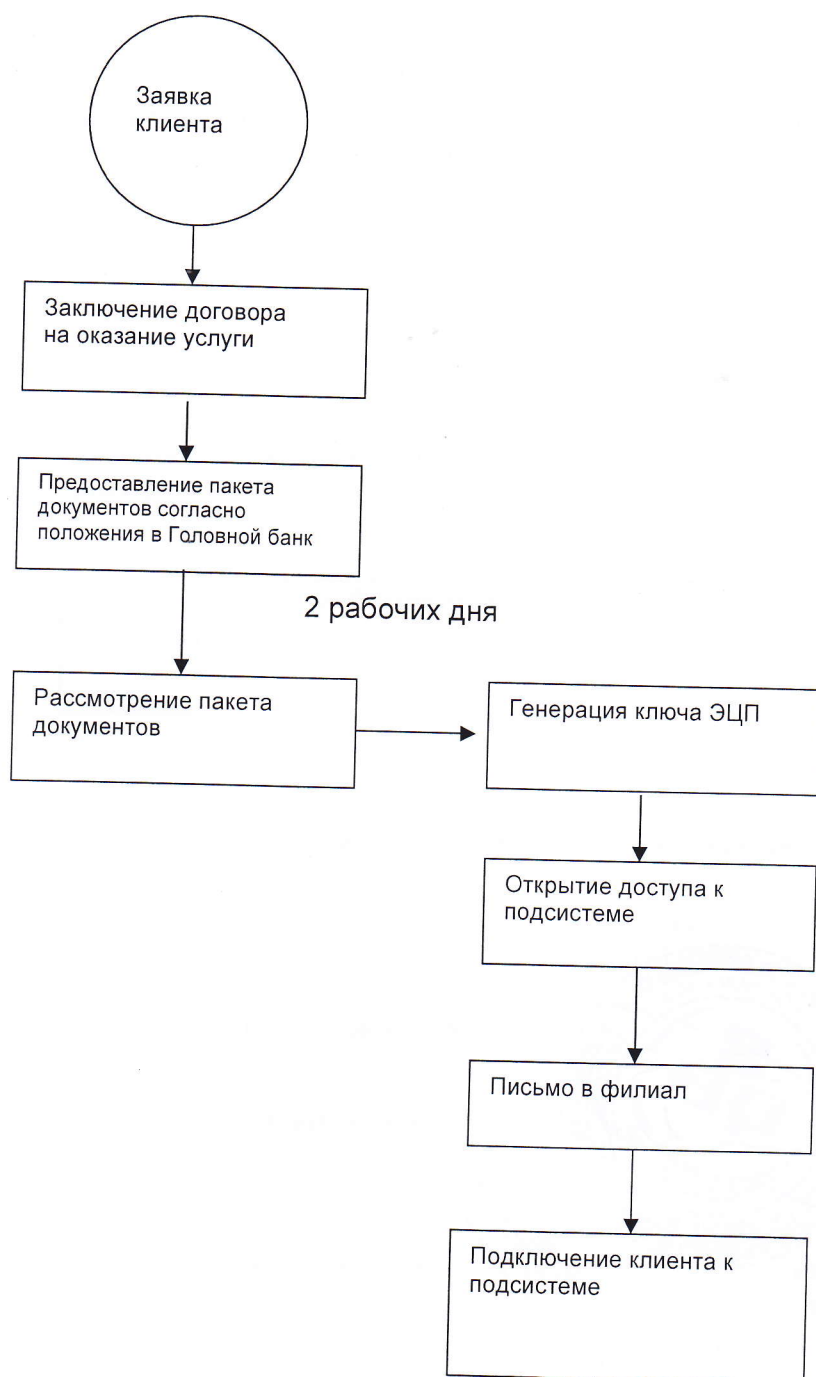 Заявка
клиента
Заключение договора
на оказание услуги
Предоставление пакета
документов согласно
положения в Головной банк
2 рабочих дня
Рассмотрение пакета
документов
Генерация ключа ЭЦП
Открытие доступа к
подсистеме
Письмо в филиал
Подключение клиента к
подсистеме